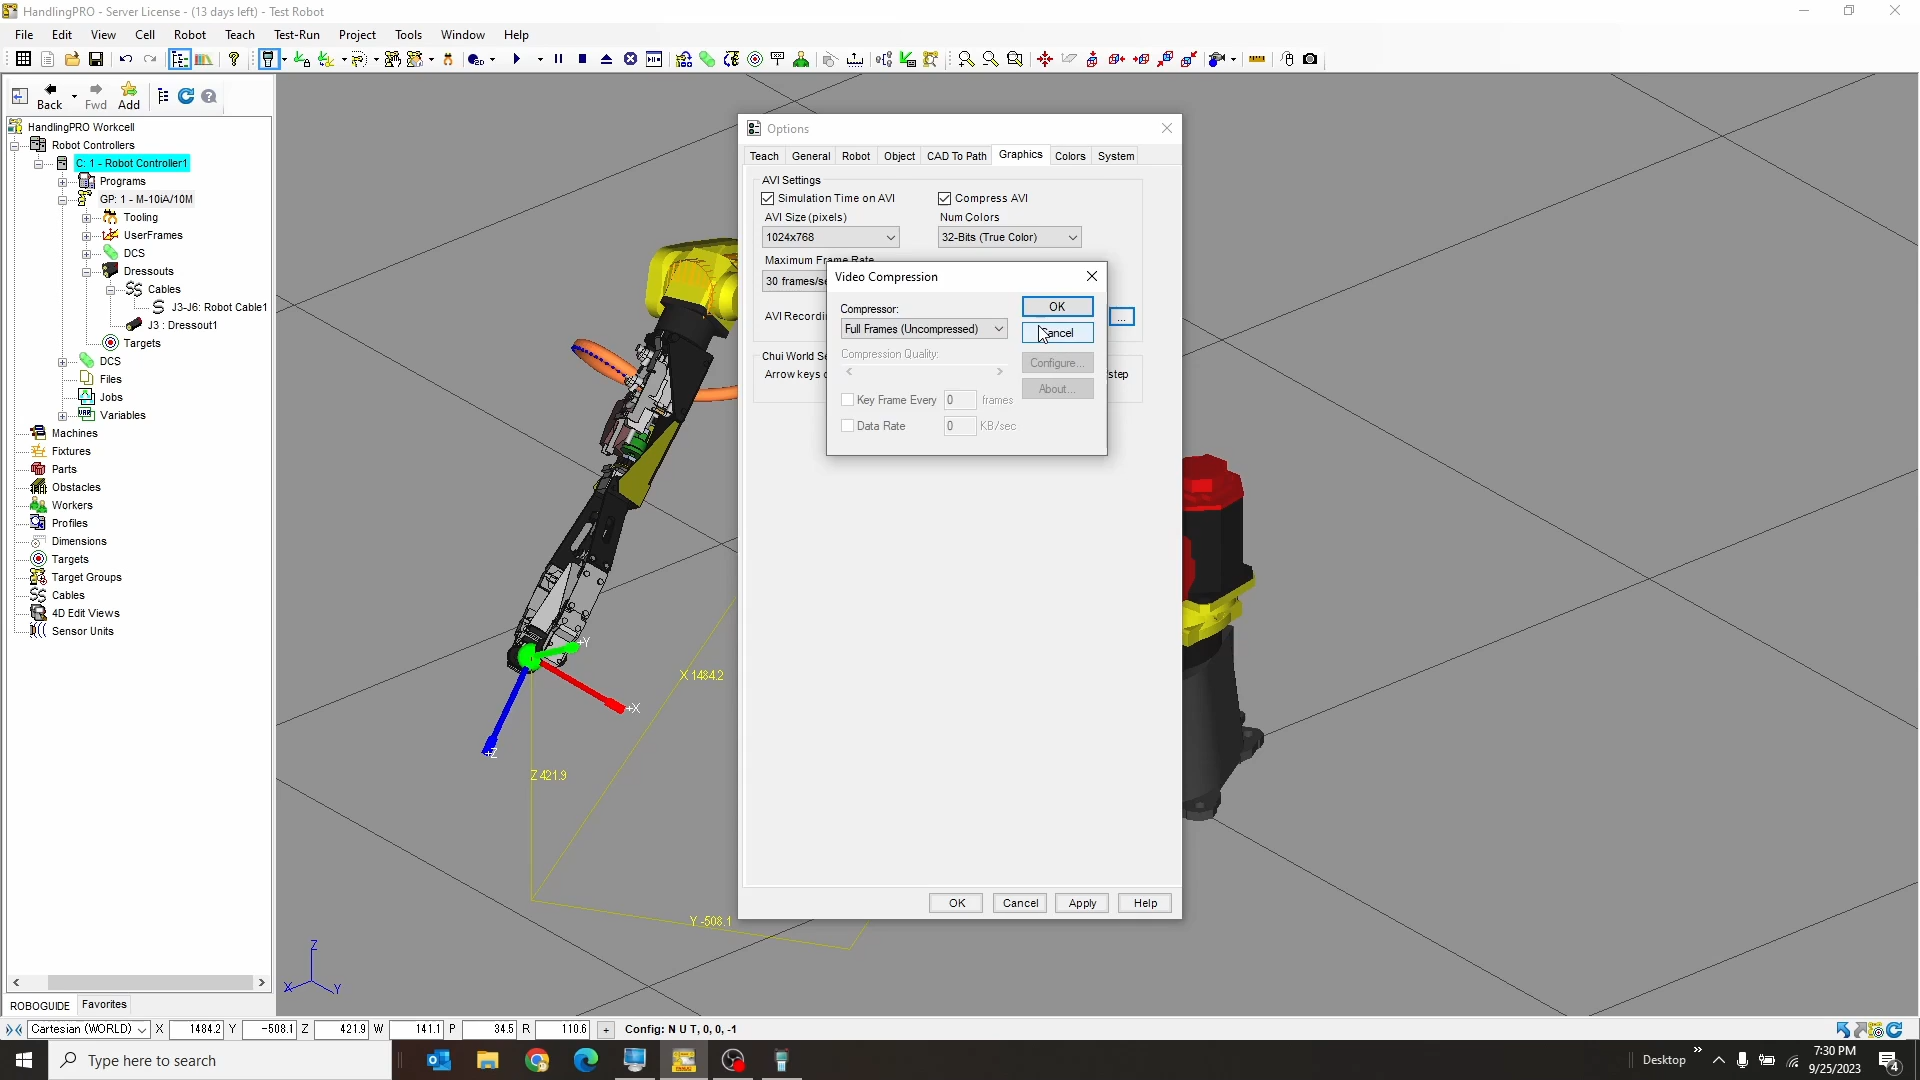 HandlingPRO - Server License - (13 days left) - Test Robot
File Edit View Cell Robot Teach Test-Run Project Tools Window Help
Back Fwd Add
HandlingPRO Workcell
Robot Controllers
C: 1 - Robot Controller1
Programs
GP: 1 - M-10iA/10M
Tooling
UserFrames
DCS
Dressouts
Cables
J3-J6: Robot Cable1
J3 : Dressout1
Targets
DCS
Files
Jobs
Variables
Machines
Fixtures
Parts
Obstacles
Workers
Profiles
Dimensions
Targets
Target Groups
Cables
4D Edit Views
Sensor Units
ROBOGUIDE Favorites
+Y
+X
+Z
X 1484.2
Z 421.9
Y -508.1
Z
X Y
Options
Teach General Robot Object CAD To Path Graphics Colors System
AVI Settings
Simulation Time on AVI Compress AVI
AVI Size (pixels) Num Colors
1024x768 32-Bits (True Color)
Maximum Frame Rate
30 frames/se
AVI Recordin ...
Chui World Se
Arrow keys step
Video Compression
Compressor: OK
Full Frames (Uncompressed) Cancel
Compression Quality: Configure...
About...
Key Frame Every 0 frames
Data Rate 0 KB/sec
OK Cancel Apply Help
Cartesian (WORLD) X 1484.2 Y -508.1 Z 421.9 W 141.1 P 34.5 R 110.6 + Config: N U T, 0, 0, -1
Type here to search
Desktop
7:30 PM
9/25/2023
4